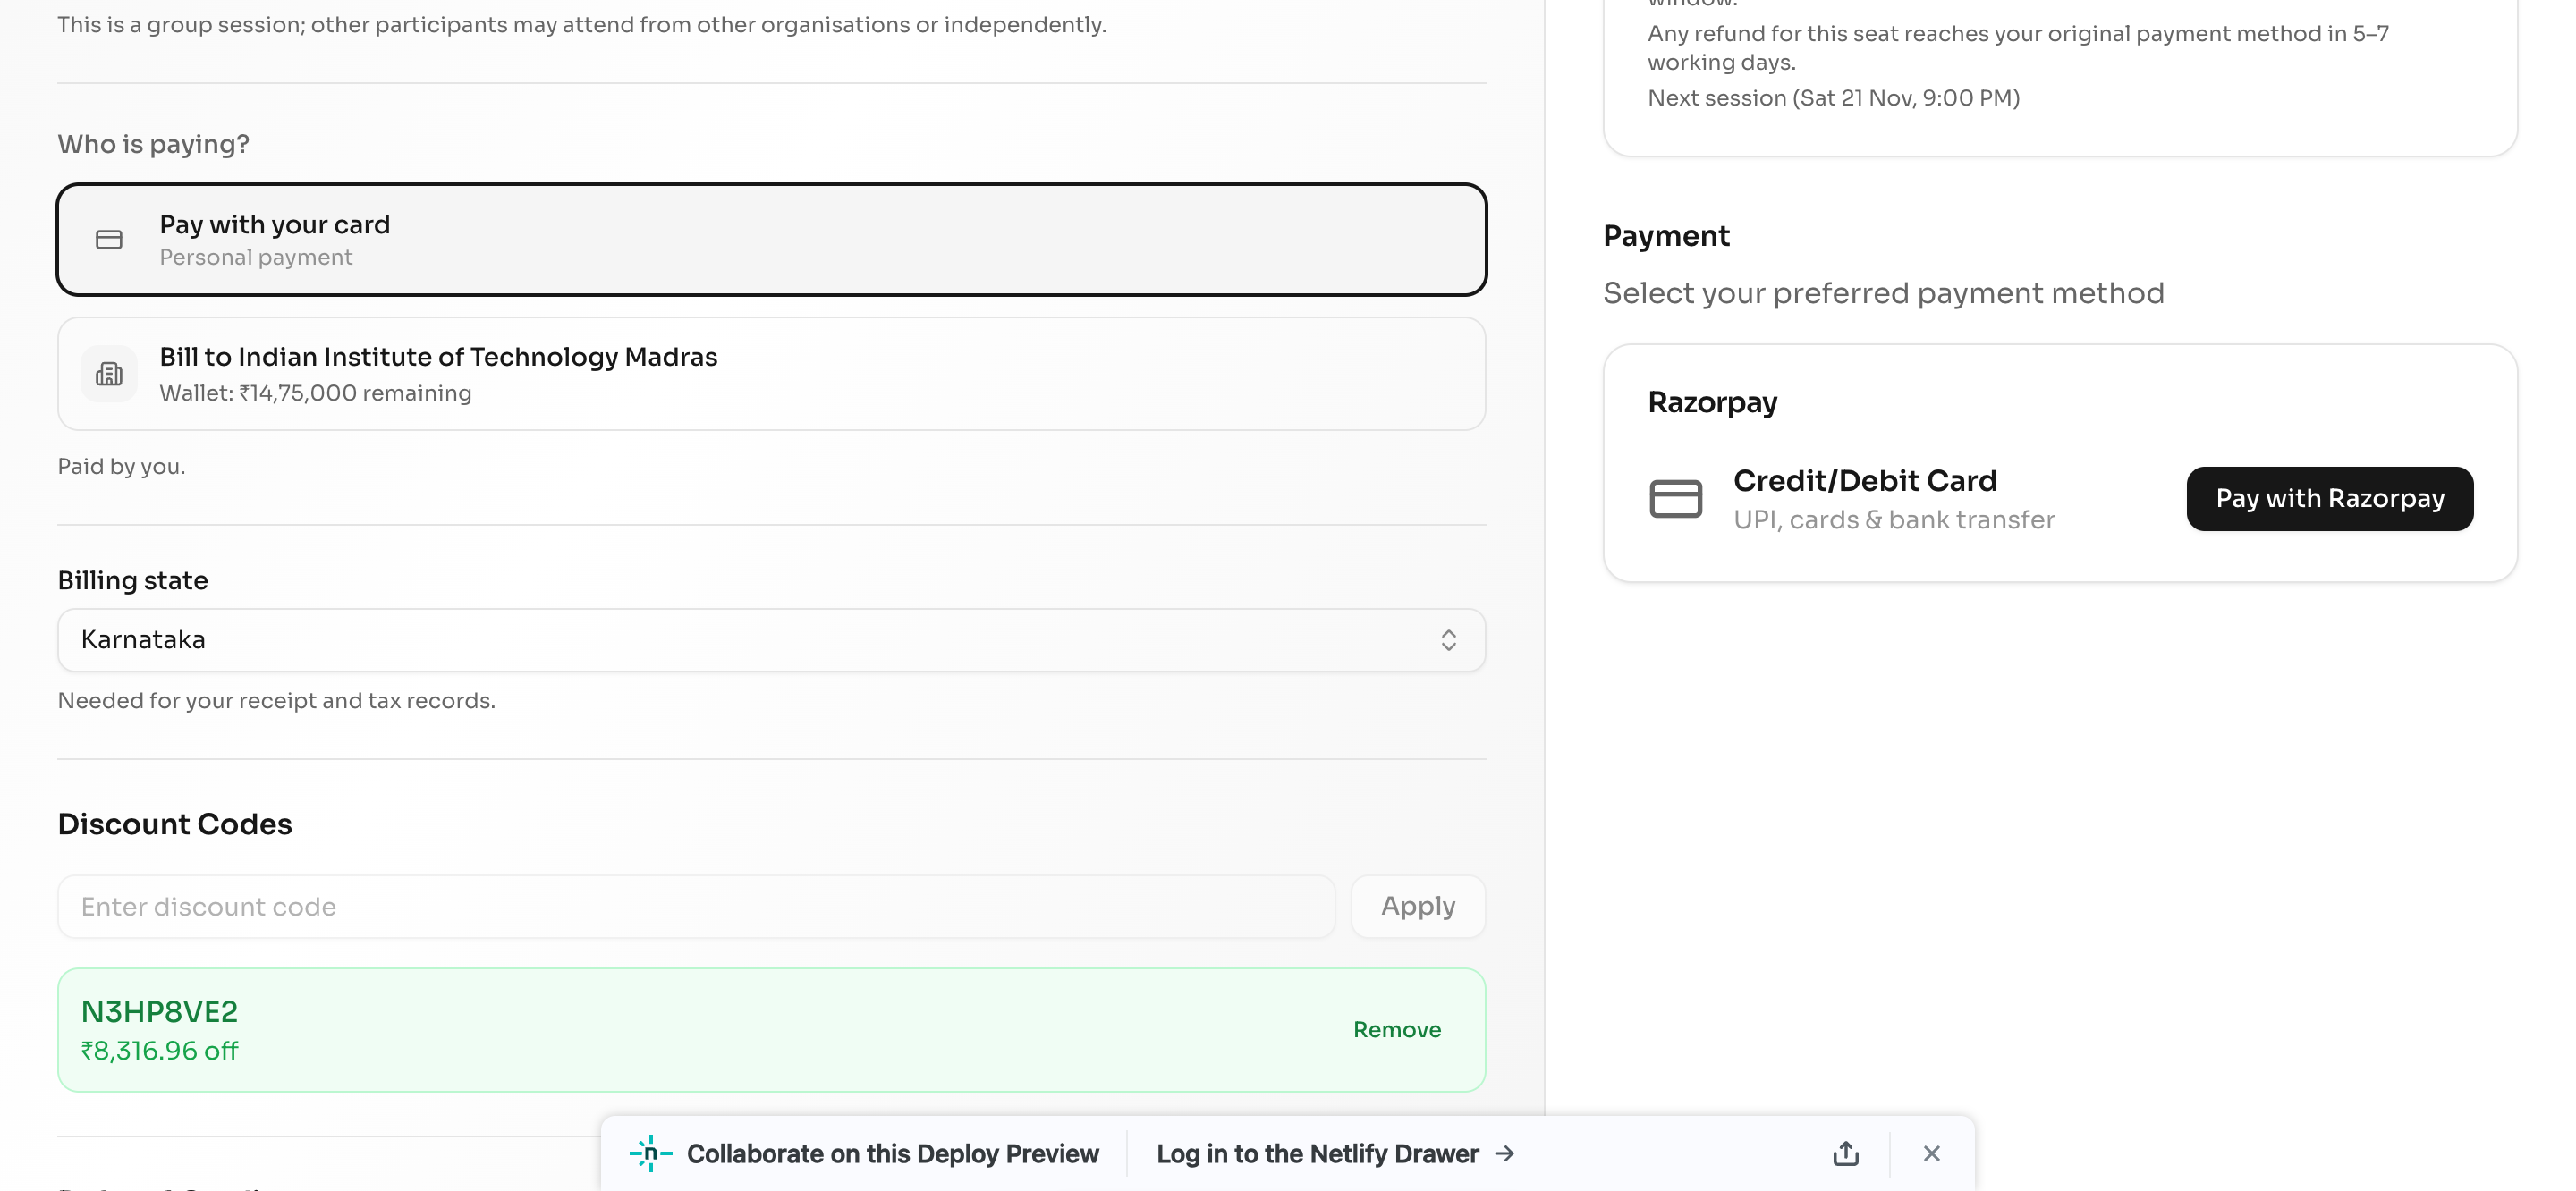 This is a group session; other participants may attend from other organisations or independently.
Who is paying?
Pay with your card
Personal payment
Bill to Indian Institute of Technology Madras
Wallet: ₹14,75,000 remaining
Paid by you.
Billing state
Karnataka
Needed for your receipt and tax records.
Discount Codes
Enter discount code
Apply
N3HP8VE2
₹8,316.96 off
Remove
window.
Any refund for this seat reaches your original payment method in 5–7
working days.
Next session (Sat 21 Nov, 9:00 PM)
Payment
Select your preferred payment method
Razorpay
Credit/Debit Card
UPI, cards & bank transfer
Pay with Razorpay
Collaborate on this Deploy Preview
Log in to the Netlify Drawer →